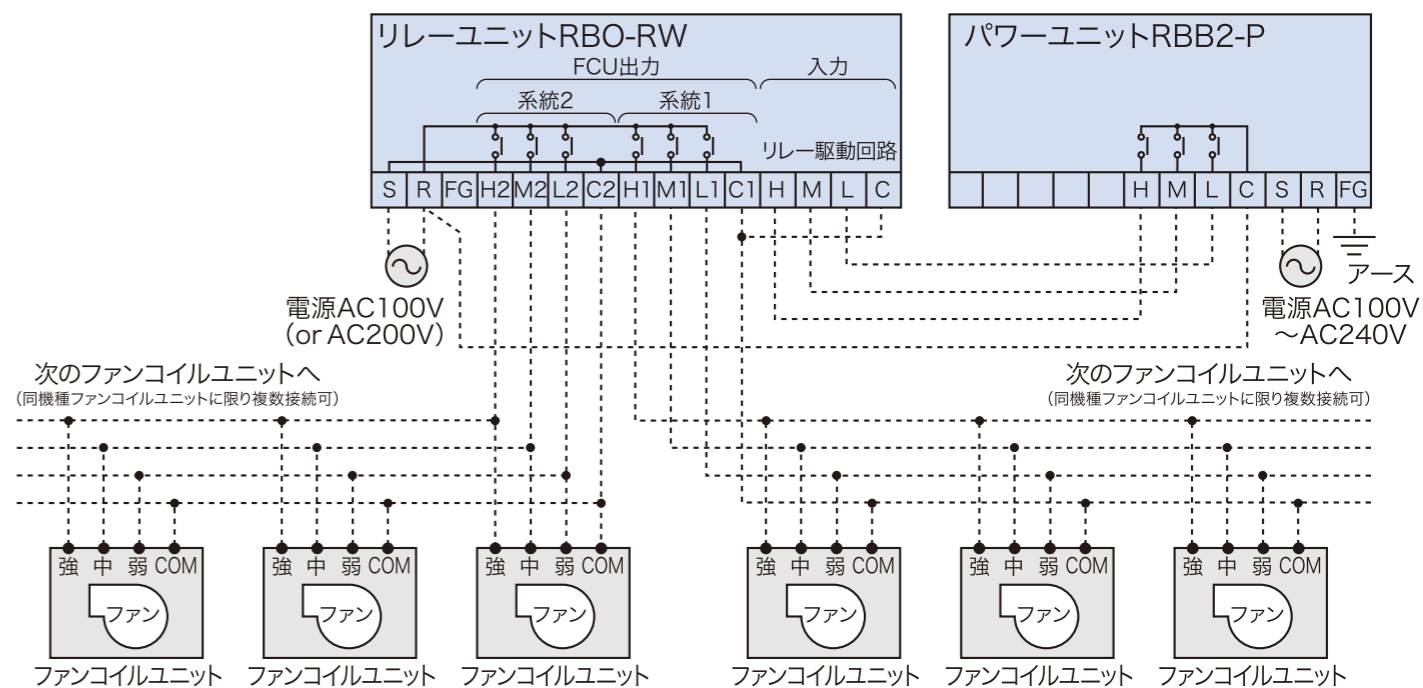 リレーユニットRBO-RW
FCU出力
入力
系統2
系統1
リレー駆動回路
S R FG H2 M2 L2 C2 H1 M1 L1 C1 H M L C
パワーユニットRBB2-P
H M L C S R FG
電源AC100V
(or AC200V)
アース
電源AC100V
～AC240V
次のファンコイルユニットへ
(同機種ファンコイルユニットに限り複数接続可)
次のファンコイルユニットへ
(同機種ファンコイルユニットに限り複数接続可)
強 中 弱 COM
ファン
ファンコイルユニット
強 中 弱 COM
ファン
ファンコイルユニット
強 中 弱 COM
ファン
ファンコイルユニット
強 中 弱 COM
ファン
ファンコイルユニット
強 中 弱 COM
ファン
ファンコイルユニット
強 中 弱 COM
ファン
ファンコイルユニット